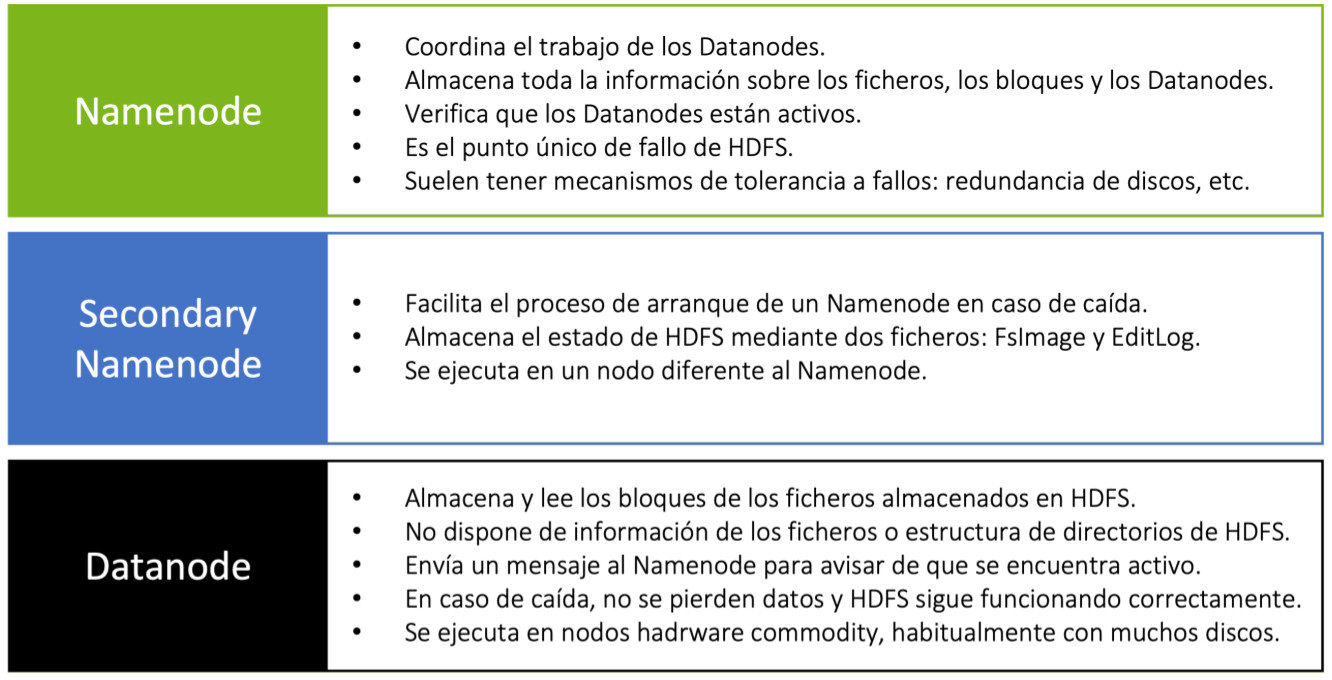 Namenode
• Coordina el trabajo de los Datanodes.
• Almacena toda la información sobre los ficheros, los bloques y los Datanodes.
• Verifica que los Datanodes están activos.
• Es el punto único de fallo de HDFS.
• Suelen tener mecanismos de tolerancia a fallos: redundancia de discos, etc.
Secondary
Namenode
• Facilita el proceso de arranque de un Namenode en caso de caída.
• Almacena el estado de HDFS mediante dos ficheros: FsImage y EditLog.
• Se ejecuta en un nodo diferente al Namenode.
Datanode
• Almacena y lee los bloques de los ficheros almacenados en HDFS.
• No dispone de información de los ficheros o estructura de directorios de HDFS.
• Envía un mensaje al Namenode para avisar de que se encuentra activo.
• En caso de caída, no se pierden datos y HDFS sigue funcionando correctamente.
• Se ejecuta en nodos hadrware commodity, habitualmente con muchos discos.